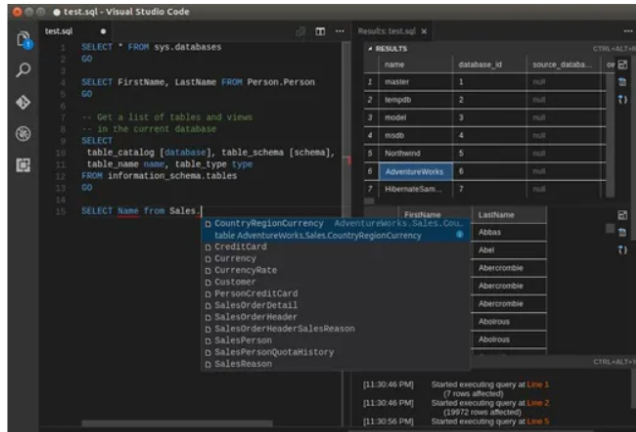 test.sql - Visual Studio Code
test.sql
1 SELECT * FROM sys.databases
2 GO
3
4 SELECT FirstName, LastName FROM Person.Person
5 GO
6
7 -- Get a list of tables and views
8 -- in the current database
9 SELECT
10 table_catalog [database], table_schema [schema],
11 table_name name, table_type type
12 FROM information_schema.tables
13 GO
14
15 SELECT Name from Sales.
CountryRegionCurrency AdventureWorks.Sales.Cou...
table AdventureWorks.Sales.CountryRegionCurrency
CreditCard
Currency
CurrencyRate
Customer
PersonCreditCard
SalesOrderDetail
SalesOrderHeader
SalesOrderHeaderSalesReason
SalesPerson
SalesPersonQuotaHistory
SalesReason
Results: test.sql
RESULTS CTRL+ALT+R
name database_id source_databa...
1 master 1 null
2 tempdb 2 null
3 model 3 null
4 msdb 4 null
5 Northwind 5 null
6 AdventureWorks 6 null
7 HibernateSam... 7 null
FirstName LastName
Abbas
Abel
Abercrombie
Abercrombie
Abercrombie
Abolrous
Abolrous
CTRL+ALT+Y
[11:30:46 PM] Started executing query at Line 1
(7 rows affected)
[11:30:46 PM] Started executing query at Line 2
(19972 rows affected)
[11:30:56 PM] Started executing query at Line 5